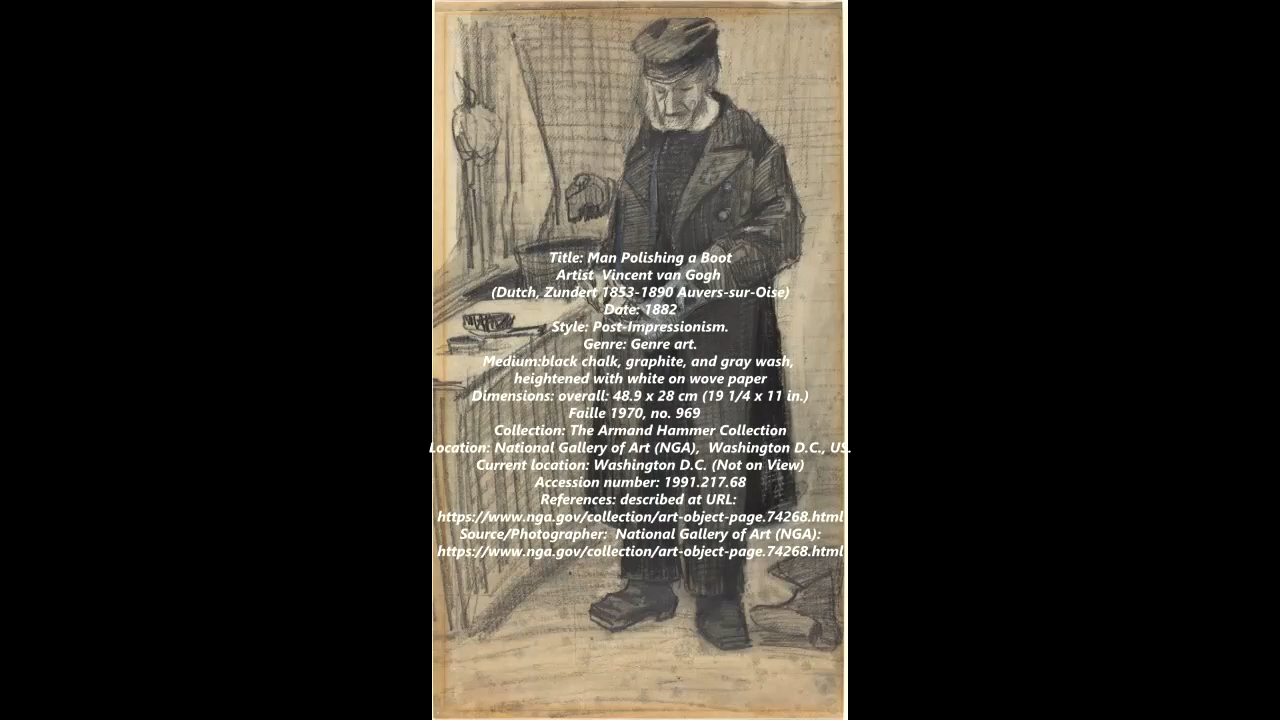 Title: Man Polishing a Boot
Artist  Vincent van Gogh
(Dutch, Zundert 1853-1890 Auvers-sur-Oise)
Date: 1882
Style: Post-Impressionism.
Genre: Genre art.
Medium:black chalk, graphite, and gray wash,
heightened with white on wove paper
Dimensions: overall: 48.9 x 28 cm (19 1/4 x 11 in.)
Faille 1970, no. 969
Collection: The Armand Hammer Collection
Location: National Gallery of Art (NGA),  Washington D.C., US.
Current location: Washington D.C. (Not on View)
Accession number: 1991.217.68
References: described at URL:
https://www.nga.gov/collection/art-object-page.74268.html
Source/Photographer:  National Gallery of Art (NGA):
https://www.nga.gov/collection/art-object-page.74268.html